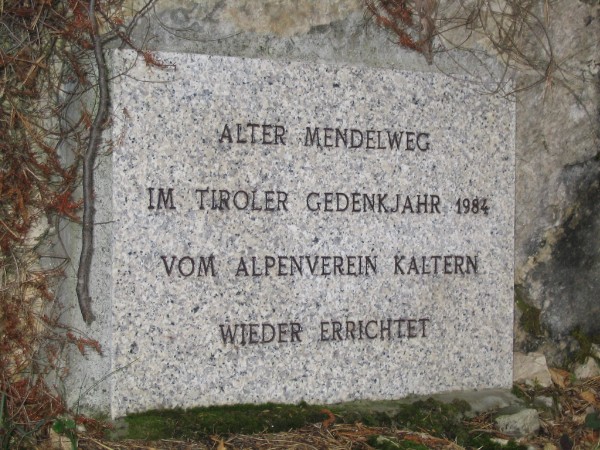 ALTER MENDELWEG
IM TIROLER GEDENKJAHR 1984
VOM ALPENVEREIN KALTERN
WIEDER ERRICHTET